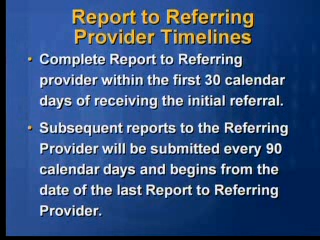 Report to Referring
Provider Timelines
• Complete Report to Referring
provider within the first 30 calendar
days of receiving the initial referral.
• Subsequent reports to the Referring
Provider will be submitted every 90
calendar days and begins from the
date of the last Report to Referring
Provider.